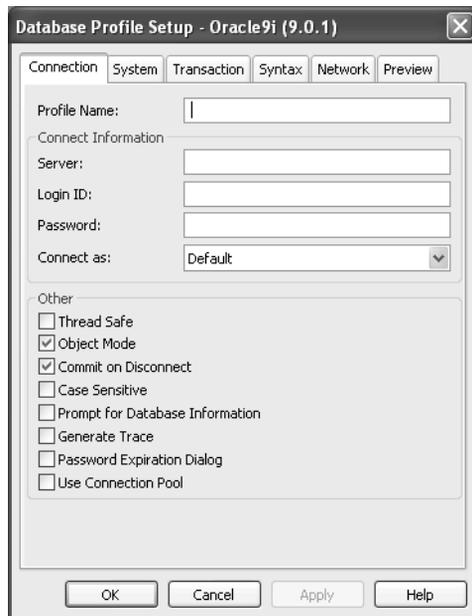 Database Profile Setup - Oracle9i (9.0.1)
Connection System Transaction Syntax Network Preview
Profile Name:
Connect Information
Server:
Login ID:
Password:
Connect as: Default
Other
Thread Safe
Object Mode
Commit on Disconnect
Case Sensitive
Prompt for Database Information
Generate Trace
Password Expiration Dialog
Use Connection Pool
OK Cancel Apply Help